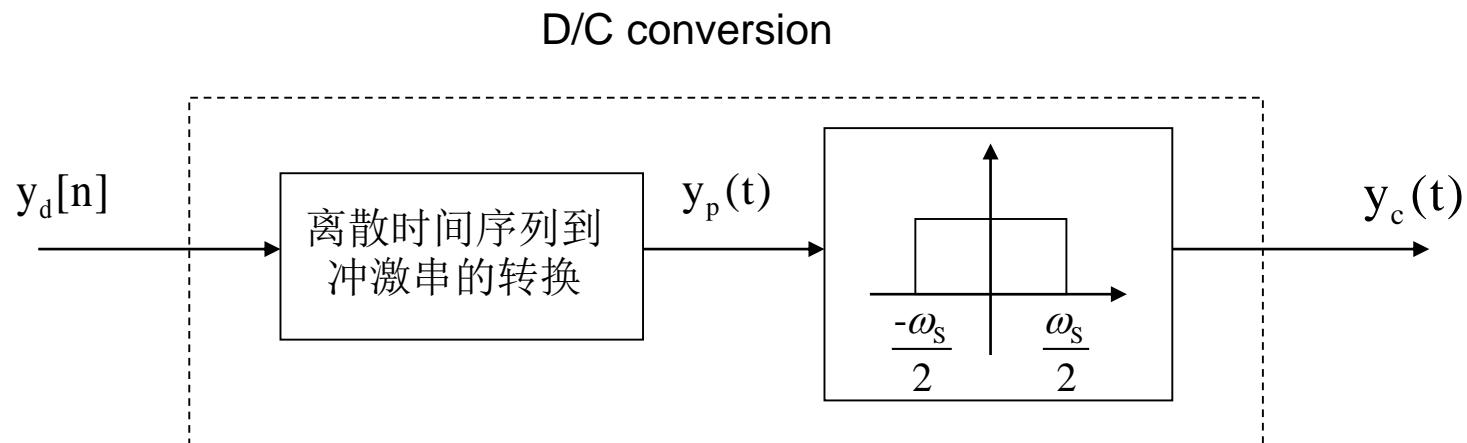 D/C conversion
y_d[n]
离散时间序列到
冲激串的转换
y_p(t)
-ω_S/2
ω_S/2
y_c(t)